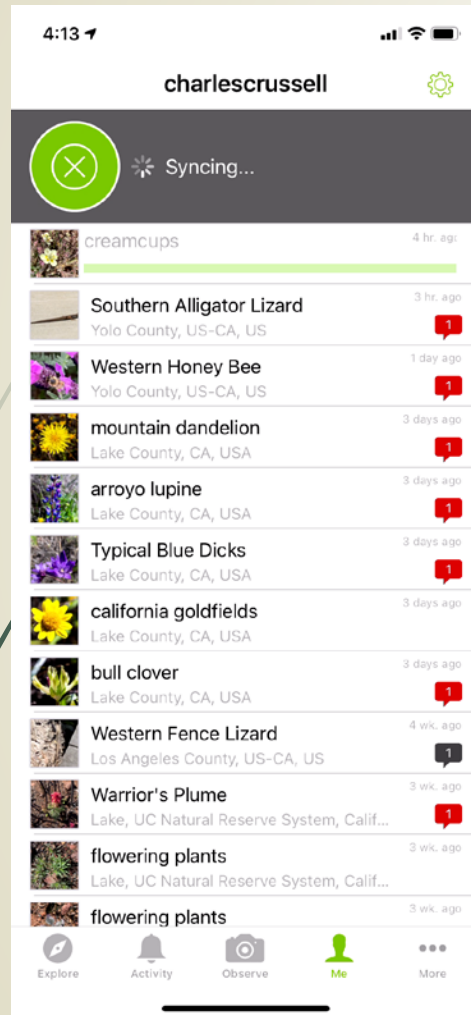 4:13
charlescrussell
Syncing...
creamcups
4 hr. ago
Southern Alligator Lizard
3 hr. ago
Yolo County, US-CA, US
1
Western Honey Bee
1 day ago
Yolo County, US-CA, US
1
mountain dandelion
3 days ago
Lake County, CA, USA
1
arroyo lupine
3 days ago
Lake County, CA, USA
1
Typical Blue Dicks
3 days ago
Lake County, CA, USA
1
california goldfields
3 days ago
Lake County, CA, USA
bull clover
3 days ago
Lake County, CA, USA
1
Western Fence Lizard
4 wk. ago
Los Angeles County, US-CA, US
1
Warrior's Plume
3 wk. ago
Lake, UC Natural Reserve System, Calif...
1
flowering plants
3 wk. ago
Lake, UC Natural Reserve System, Calif...
flowering plants
3 wk. ago
Explore
Activity
Observe
Me
More